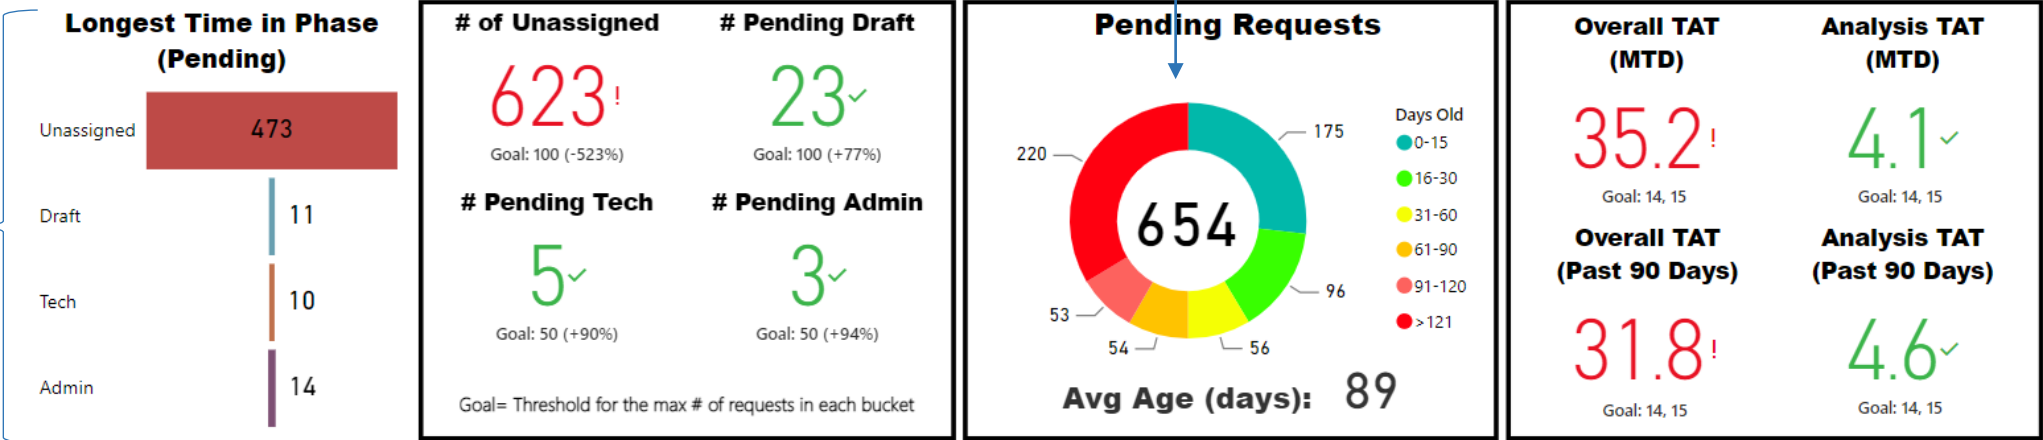 Longest Time in Phase
(Pending)
Unassigned
473
Draft
11
Tech
10
Admin
14
# of Unassigned
623!
Goal: 100 (-523%)
# Pending Draft
23✓
Goal: 100 (+77%)
# Pending Tech
5✓
Goal: 50 (+90%)
# Pending Admin
3✓
Goal: 50 (+94%)
Goal= Threshold for the max # of requests in each bucket
Pending Requests
175
96
56
54
53
220
654
Days Old
0-15
16-30
31-60
61-90
91-120
>121
Avg Age (days): 89
Overall TAT
(MTD)
35.2!
Goal: 14, 15
Analysis TAT
(MTD)
4.1✓
Goal: 14, 15
Overall TAT
(Past 90 Days)
31.8!
Goal: 14, 15
Analysis TAT
(Past 90 Days)
4.6✓
Goal: 14, 15